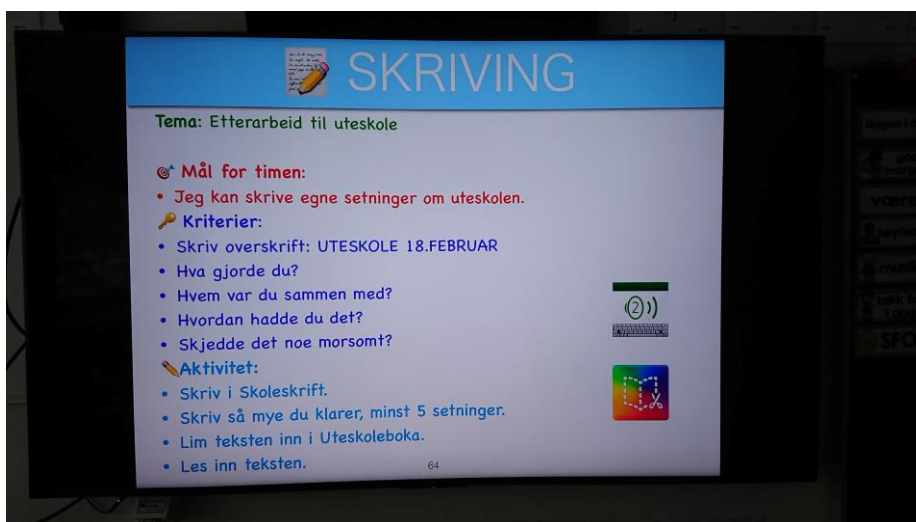 SKRIVING
Tema: Etterarbeid til uteskole
Mål for timen:
• Jeg kan skrive egne setninger om uteskolen.
Kriterier:
• Skriv overskrift: UTESKOLE 18.FEBRUAR
• Hva gjorde du?
• Hvem var du sammen med?
• Hvordan hadde du det?
• Skjedde det noe morsomt?
Aktivitet:
• Skriv i Skoleskrift.
• Skriv så mye du klarer, minst 5 setninger.
• Lim teksten inn i Uteskoleboka.
• Les inn teksten.
64
2
dagen i
SFO